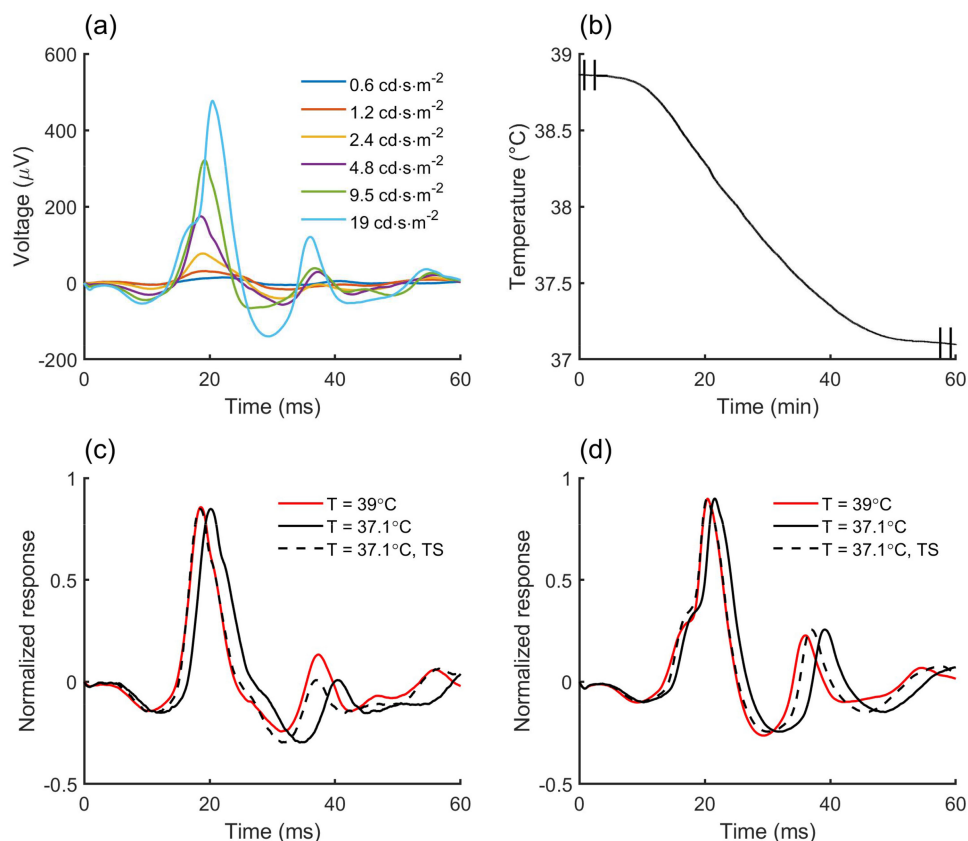 (a)
600
400
200
0
-200
Voltage (μV)
0.6 cd·s·m-2
1.2 cd·s·m-2
2.4 cd·s·m-2
4.8 cd·s·m-2
9.5 cd·s·m-2
19 cd·s·m-2
0 20 40 60
Time (ms)
(b)
39
38.5
38
37.5
37
Temperature (°C)
0 20 40 60
Time (min)
(c)
1
0.5
0
-0.5
Normalized response
T = 39°C
T = 37.1°C
T = 37.1°C, TS
0 20 40 60
Time (ms)
(d)
1
0.5
0
-0.5
Normalized response
T = 39°C
T = 37.1°C
T = 37.1°C, TS
0 20 40 60
Time (ms)